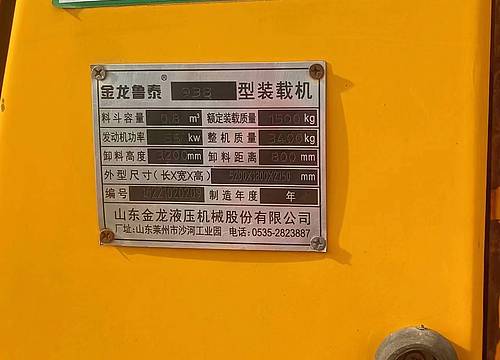 金龙鲁泰® 938 型装载机
料斗容量 0.8 m³ 额定装载质量 1500 kg
发动机功率 kw 整机质量 3400 kg
卸料高度 3200 mm 卸料距离 800 mm
外型尺寸(长X宽X高) mm
编号 制造年度 年
山东金龙液压机械股份有限公司
厂址:山东莱州市沙河工业园 电话:0535-2823887